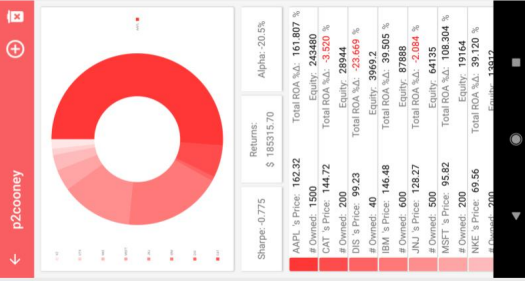 p2cooney
Sharpe: -0.775
Returns:
$ 185315.70
Alpha: -20.5%
AAPL 's Price: 162.32 Total ROA %Δ: 161.807 %
# Owned: 1500 Equity: 243480
CAT 's Price: 144.72 Total ROA %Δ: -3.520 %
# Owned: 200 Equity: 28944
DIS 's Price: 99.23 Total ROA %Δ: -23.669 %
# Owned: 40 Equity: 3969.2
IBM 's Price: 146.48 Total ROA %Δ: 39.505 %
# Owned: 600 Equity: 87888
JNJ 's Price: 128.27 Total ROA %Δ: -2.084 %
# Owned: 500 Equity: 64135
MSFT 's Price: 95.82 Total ROA %Δ: 108.304 %
# Owned: 200 Equity: 19164
NKE 's Price: 69.56 Total ROA %Δ: 39.120 %
# Owned: 200 Equity: 13912